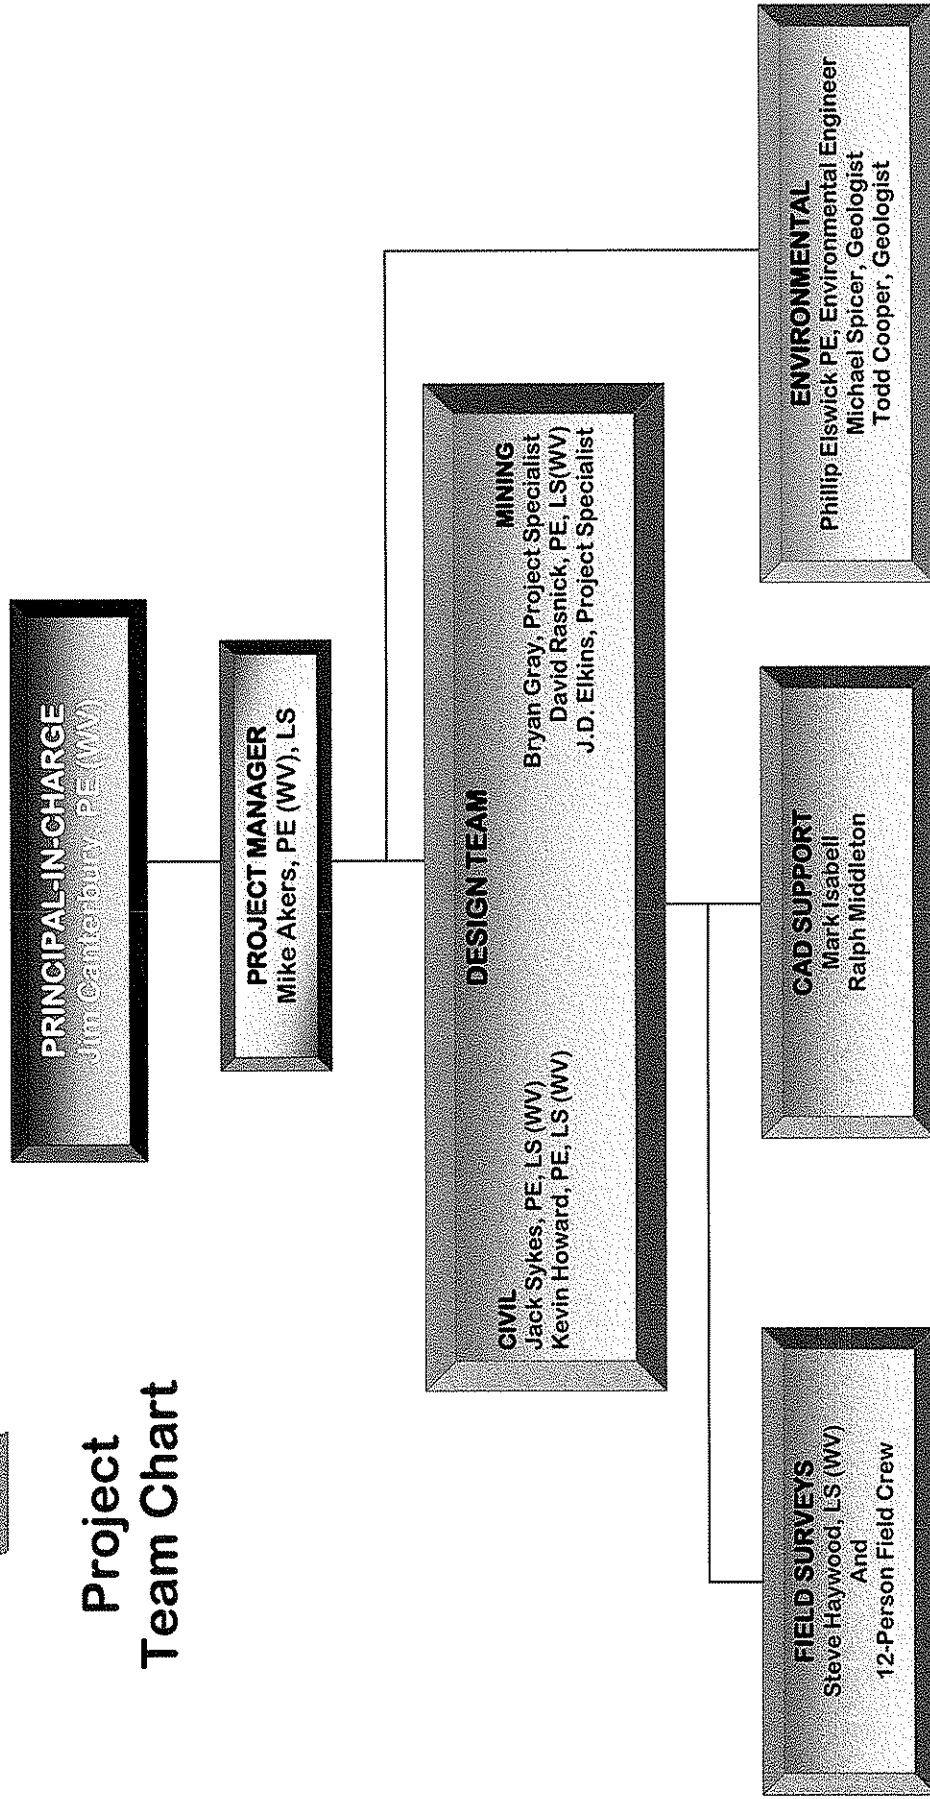 Project
Team Chart
PRINCIPAL-IN-CHARGE
Jim Canterbury, PE (WV)
PROJECT MANAGER
Mike Akers, PE (WV), LS
DESIGN TEAM
CIVIL
Jack Sykes, PE, LS (WV)
Kevin Howard, PE, LS (WV)
MINING
Bryan Gray, Project Specialist
David Rasnick, PE, LS(WV)
J.D. Elkins, Project Specialist
FIELD SURVEYS
Steve Haywood, LS (WV)
And
12-Person Field Crew
CAD SUPPORT
Mark Isabell
Ralph Middleton
ENVIRONMENTAL
Phillip Elswick PE, Environmental Engineer
Michael Spicer, Geologist
Todd Cooper, Geologist